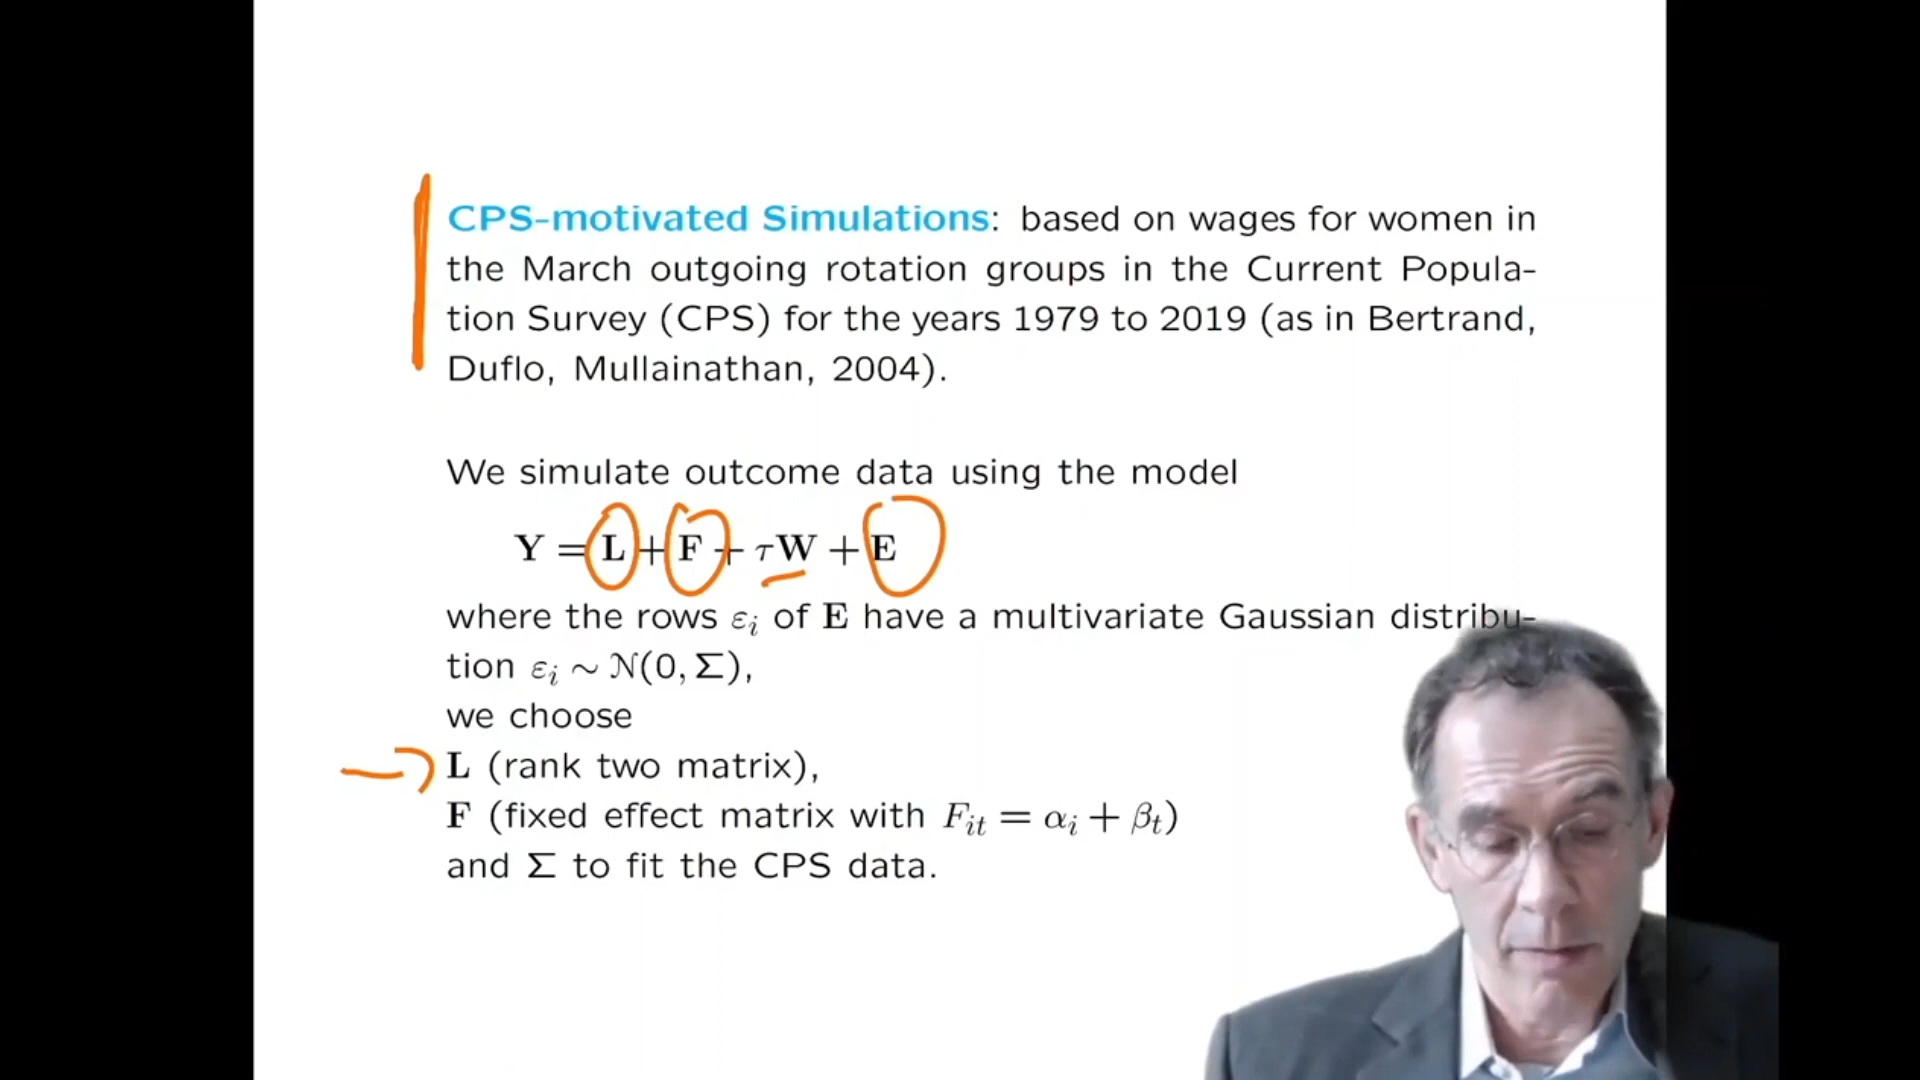 CPS-motivated Simulations: based on wages for women in
the March outgoing rotation groups in the Current Popula-
tion Survey (CPS) for the years 1979 to 2019 (as in Bertrand,
Duflo, Mullainathan, 2004).
We simulate outcome data using the model
Y = L + F + τW + E
where the rows εᵢ of E have a multivariate Gaussian distribu-
tion εᵢ ∼ N(0, Σ),
we choose
L (rank two matrix),
F (fixed effect matrix with Fᵢₜ = αᵢ + βₜ)
and Σ to fit the CPS data.